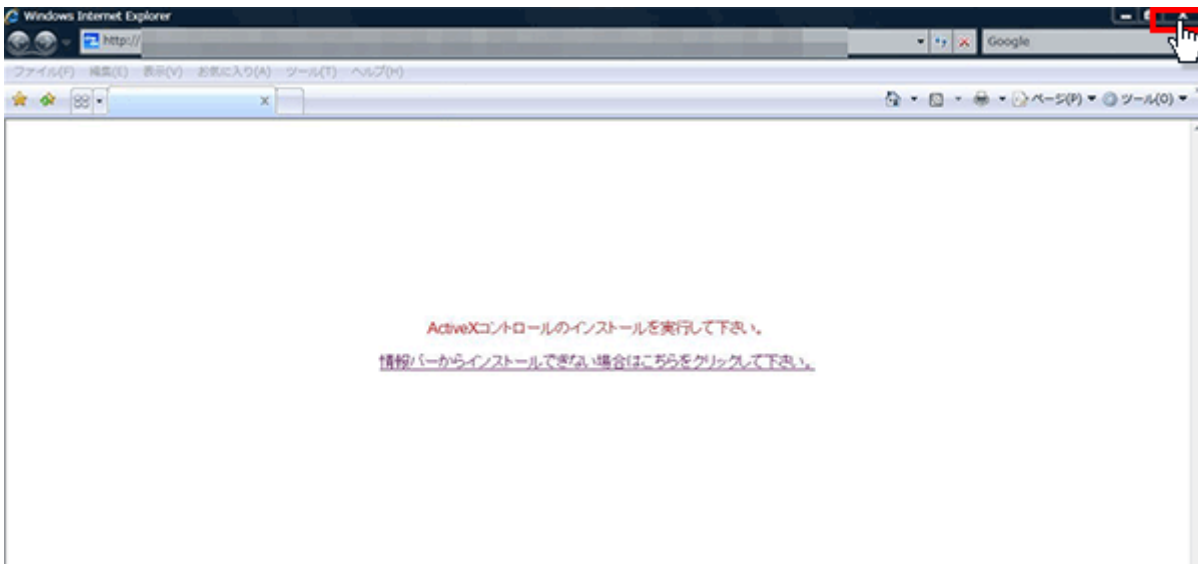 Windows Internet Explorer
http://
Google
ファイル(F) 編集(E) 表示(V) お気に入り(A) ツール(T) ヘルプ(H)
ページ(P) ツール(O)
ActiveXコントロールのインストールを実行して下さい。
情報バーからインストールできない場合はこちらをクリックして下さい。